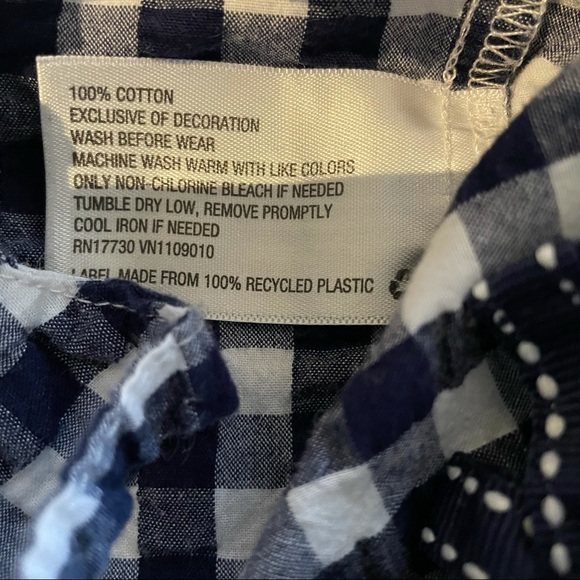 100% COTTON
EXCLUSIVE OF DECORATION
WASH BEFORE WEAR
MACHINE WASH WARM WITH LIKE COLORS
ONLY NON-CHLORINE BLEACH IF NEEDED
TUMBLE DRY LOW, REMOVE PROMPTLY
COOL IRON IF NEEDED
RN17730 VN1109010
LABEL MADE FROM 100% RECYCLED PLASTIC